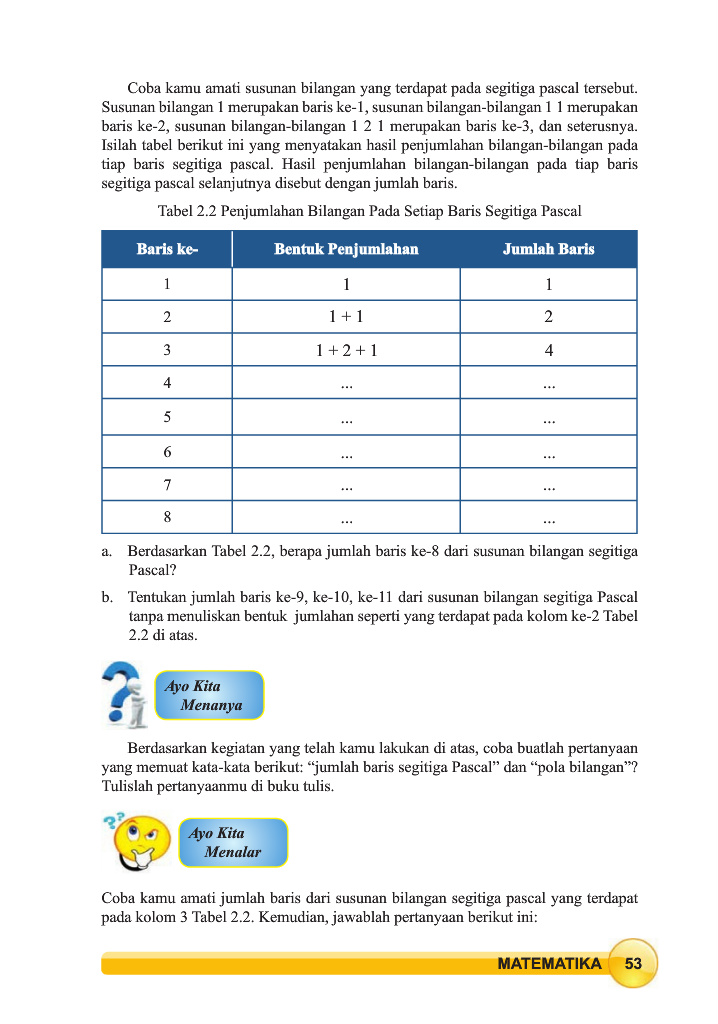 Coba kamu amati susunan bilangan yang terdapat pada segitiga pascal tersebut.
Susunan bilangan 1 merupakan baris ke-1, susunan bilangan-bilangan 1 1 merupakan
baris ke-2, susunan bilangan-bilangan 1 2 1 merupakan baris ke-3, dan seterusnya.
Isilah tabel berikut ini yang menyatakan hasil penjumlahan bilangan-bilangan pada
tiap baris segitiga pascal. Hasil penjumlahan bilangan-bilangan pada tiap baris
segitiga pascal selanjutnya disebut dengan jumlah baris.
Tabel 2.2 Penjumlahan Bilangan Pada Setiap Baris Segitiga Pascal
Baris ke- Bentuk Penjumlahan Jumlah Baris
1 1 1
2 1 + 1 2
3 1 + 2 + 1 4
4 ... ...
5 ... ...
6 ... ...
7 ... ...
8 ... ...
a. Berdasarkan Tabel 2.2, berapa jumlah baris ke-8 dari susunan bilangan segitiga
Pascal?
b. Tentukan jumlah baris ke-9, ke-10, ke-11 dari susunan bilangan segitiga Pascal
tanpa menuliskan bentuk jumlahan seperti yang terdapat pada kolom ke-2 Tabel
2.2 di atas.
?
Ayo Kita
Menanya
Berdasarkan kegiatan yang telah kamu lakukan di atas, coba buatlah pertanyaan
yang memuat kata-kata berikut: “jumlah baris segitiga Pascal” dan “pola bilangan”?
Tulislah pertanyaanmu di buku tulis.
??
Ayo Kita
Menalar
Coba kamu amati jumlah baris dari susunan bilangan segitiga pascal yang terdapat
pada kolom 3 Tabel 2.2. Kemudian, jawablah pertanyaan berikut ini:
MATEMATIKA 53